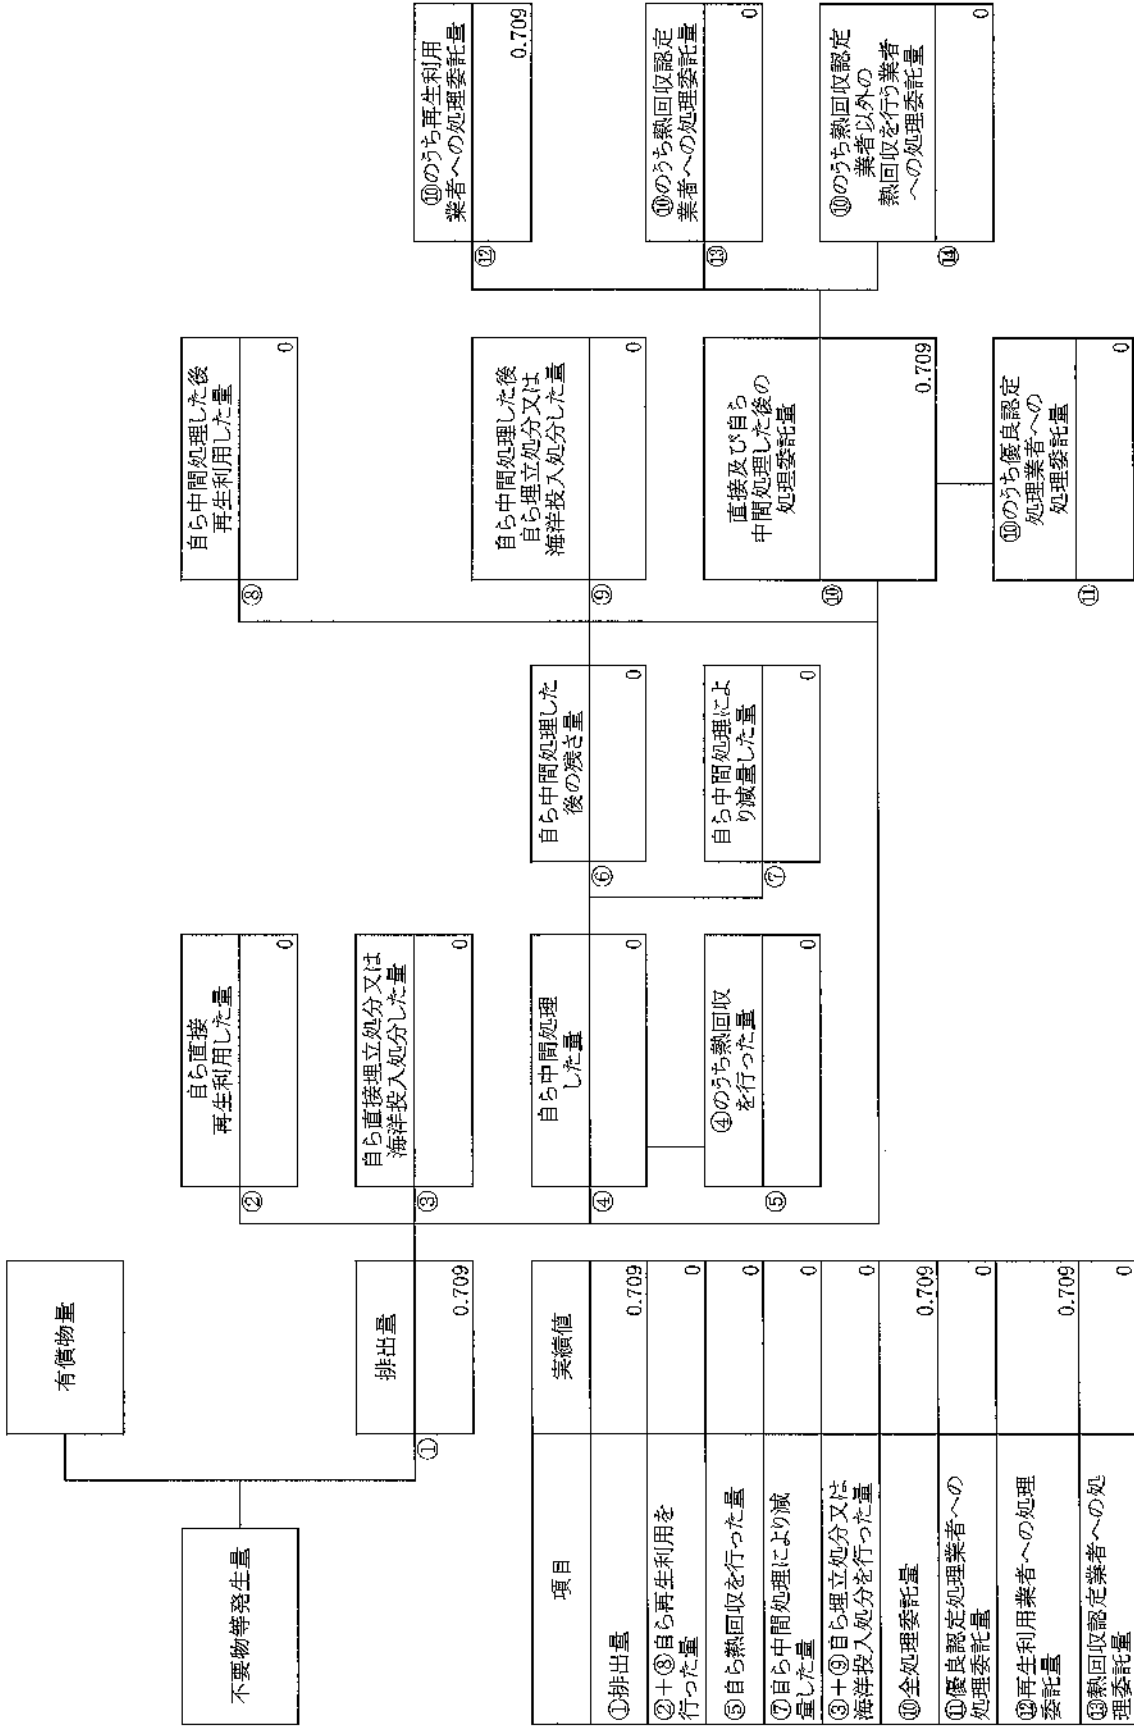 有償物量
不要物等発生量
排出量
①
0.709
自ら直接
再生利用した量
②
0
自ら直接埋立処分又は
海洋投入処分した量
③
0
自ら中間処理
した量
④
0
④のうち熱回収
を行った量
⑤
0
自ら中間処理した
後の残さ量
⑥
0
自ら中間処理によ
り減量した量
⑦
0
自ら中間処理した後
再生利用した量
⑧
0
自ら中間処理した後
自ら埋立処分又は
海洋投入処分した量
⑨
0
直接及び自ら
中間処理した後の
処理委託量
⑩
0.709
⑩のうち優良認定
処理業者への
処理委託量
⑪
0
⑩のうち再生利用
業者への処理委託量
⑫
0.709
⑩のうち熱回収認定
業者への処理委託量
⑬
0
⑩のうち熱回収認定
業者以外の
熱回収を行う業者
への処理委託量
⑭
0
項目 実績値
①排出量 0.709
②+⑧自ら再生利用を
行った量 0
⑤自ら熱回収を行った量 0
⑦自ら中間処理により減
量した量 0
③+⑨自ら埋立処分又は
海洋投入処分を行った量 0
⑩全処理委託量 0.709
⑪優良認定処理業者への
処理委託量 0
⑫再生利用業者への処理
委託量 0.709
⑬熱回収認定業者への処
理委託量 0